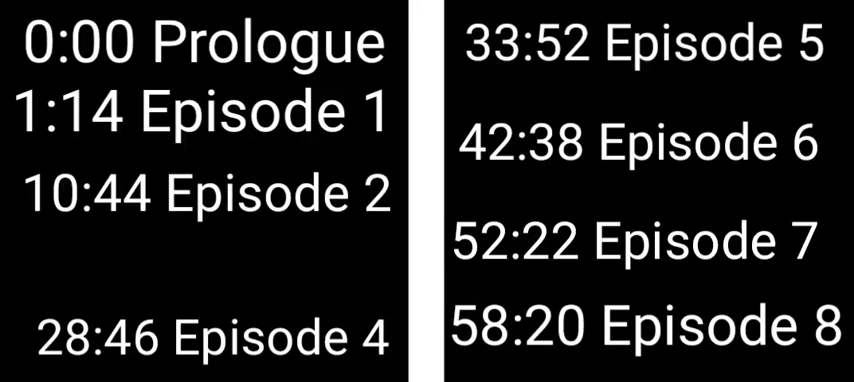 0:00 Prologue
1:14 Episode 1
10:44 Episode 2
28:46 Episode 4
33:52 Episode 5
42:38 Episode 6
52:22 Episode 7
58:20 Episode 8